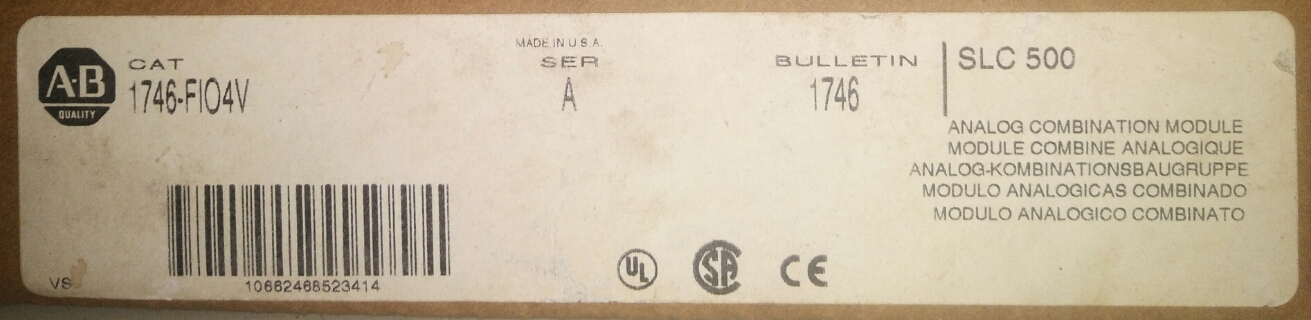 A-B
QUALITY
CAT
1746-FIO4V
MADE IN U.S.A.
SER
A
BULLETIN
1746
SLC 500
ANALOG COMBINATION MODULE
MODULE COMBINE ANALOGIQUE
ANALOG-KOMBINATIONSBAUGRUPPE
MODULO ANALOGICAS COMBINADO
MODULO ANALOGICO COMBINATO
VS
10662468523414
UL
SA
CE